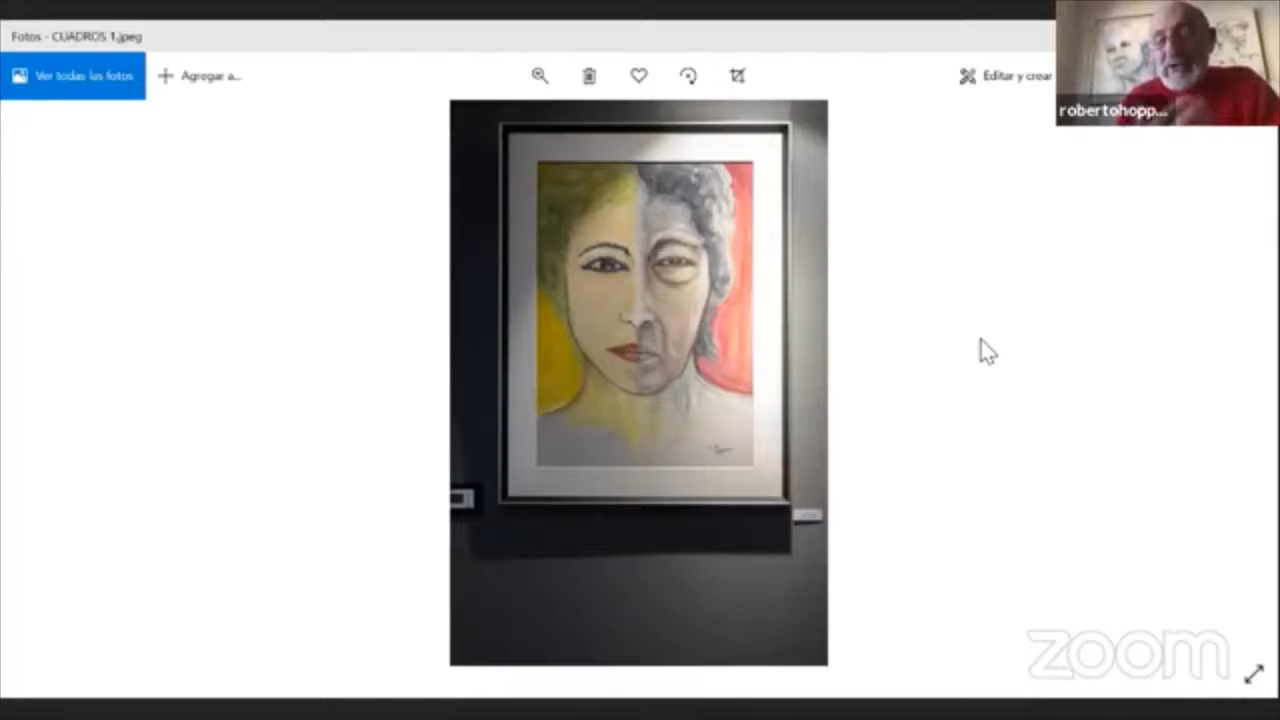 Fotos - CUADROS 1.jpeg
Ver todas las fotos
Agregar a...
Editar y crear
robertohopp...
zoom